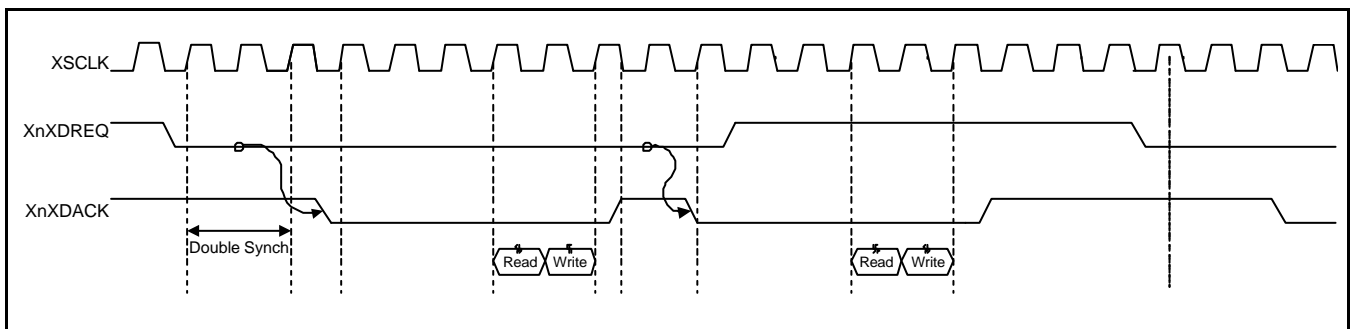 XSCLK
XnXDREQ
XnXDACK
Double Synch
Read Write Read Write